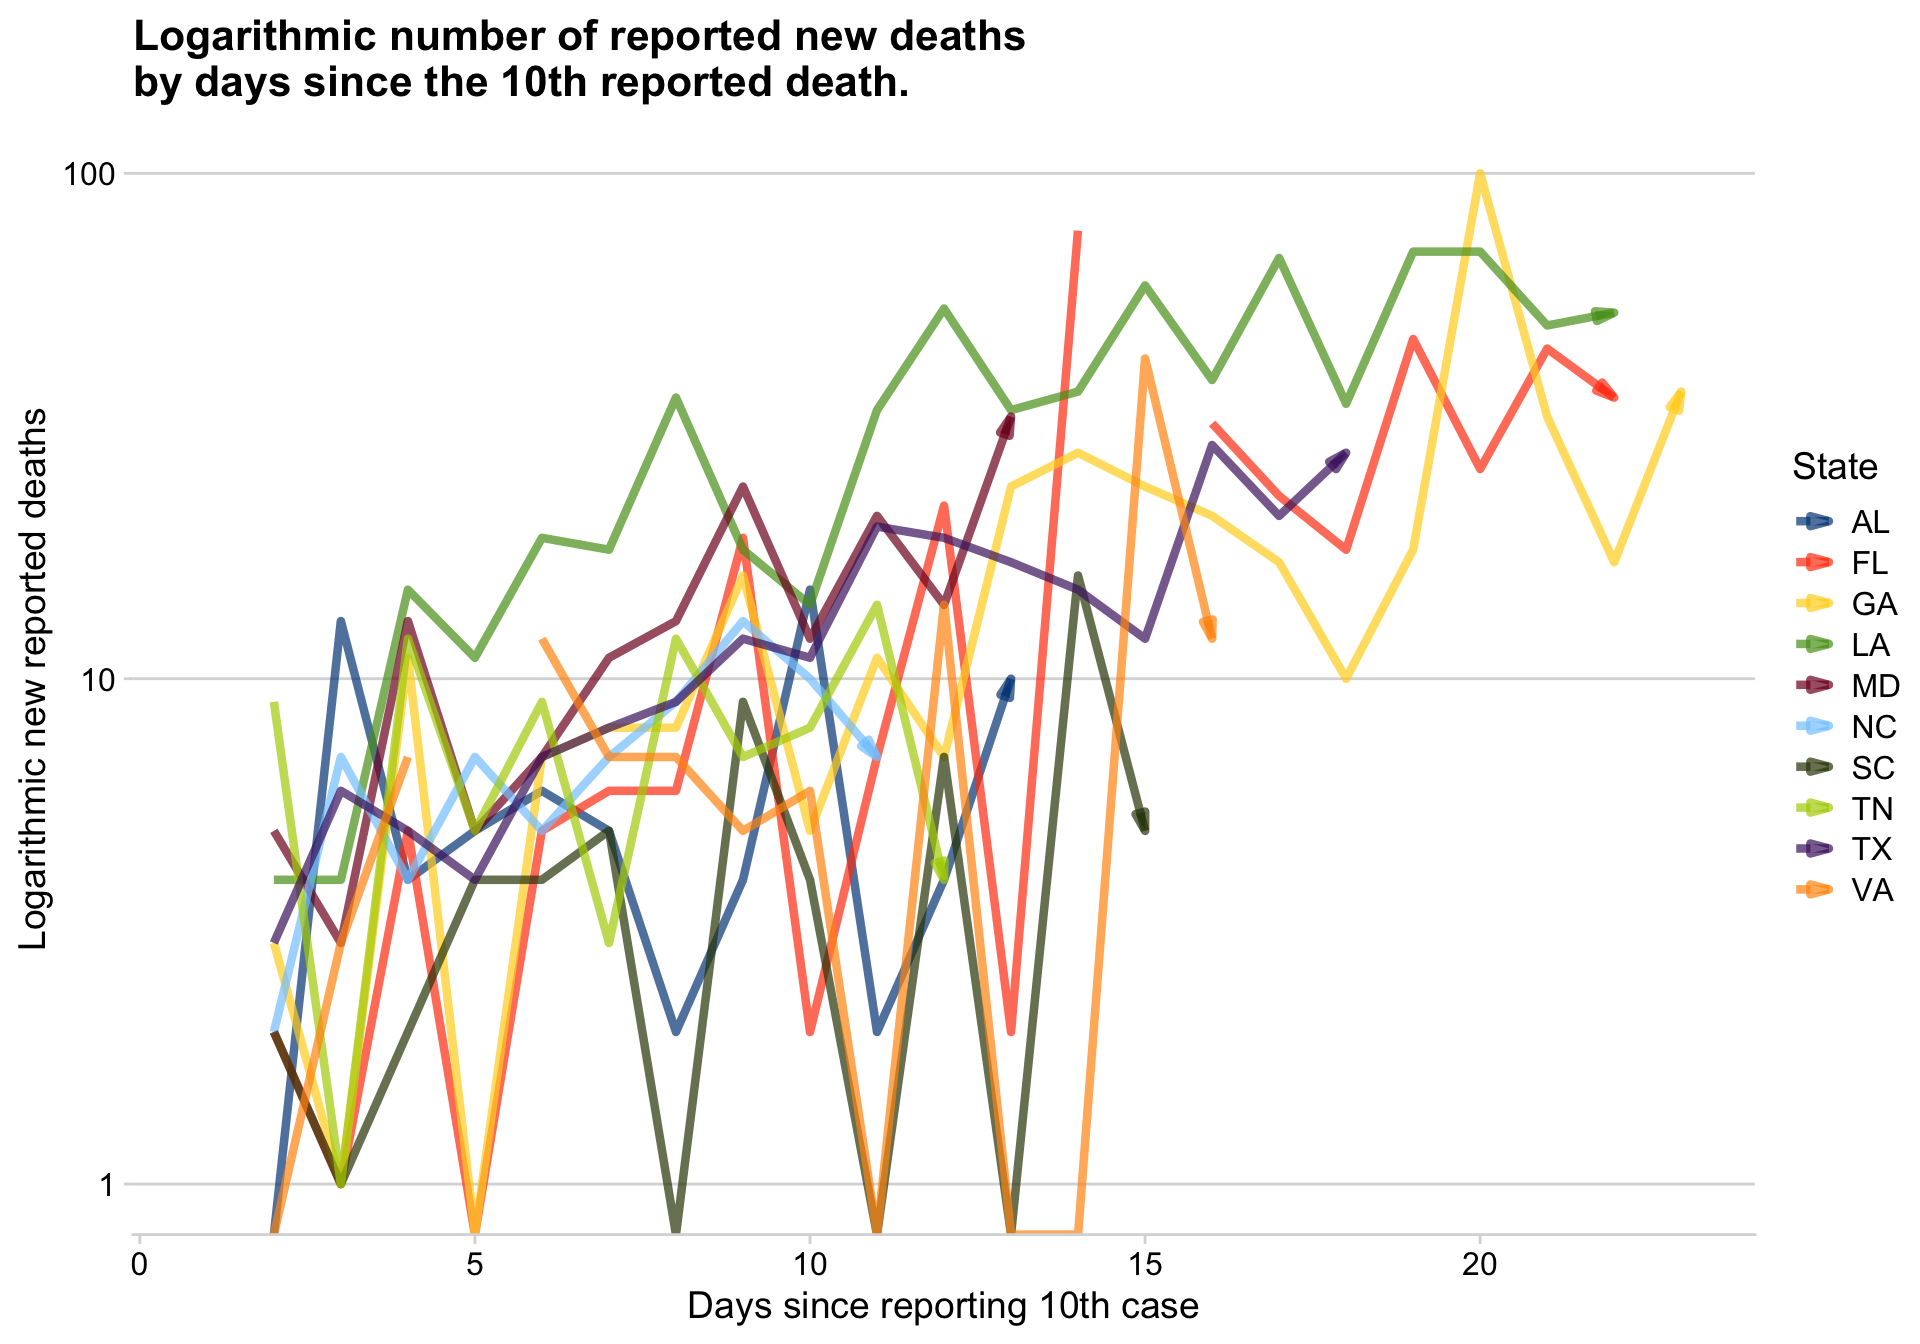 Logarithmic number of reported new deaths
by days since the 10th reported death.
Logarithmic new reported deaths
100
10
1
0
5
10
15
20
Days since reporting 10th case
State
AL
FL
GA
LA
MD
NC
SC
TN
TX
VA